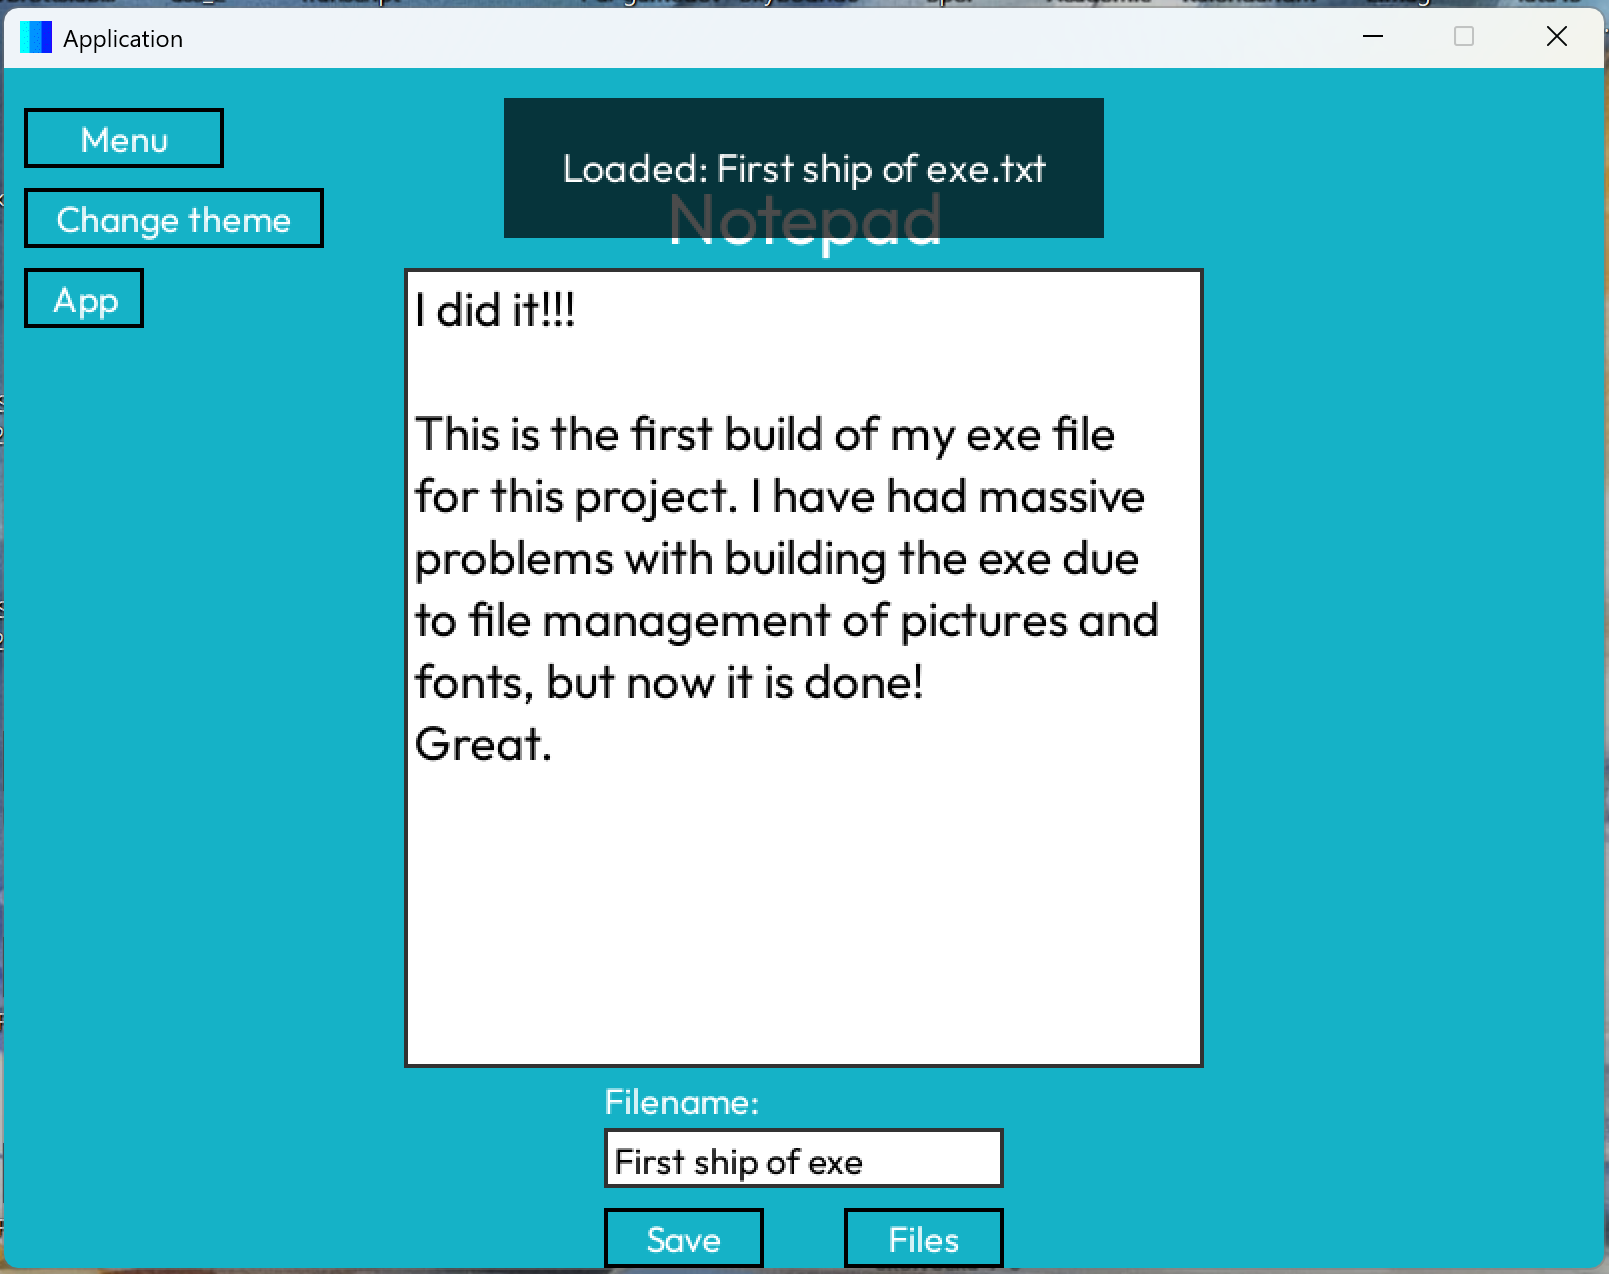 Application
Menu
Change theme
App
Loaded: First ship of exe.txt
Notepad
I did it!!!
This is the first build of my exe file
for this project. I have had massive
problems with building the exe due
to file management of pictures and
fonts, but now it is done!
Great.
Filename:
First ship of exe
Save
Files